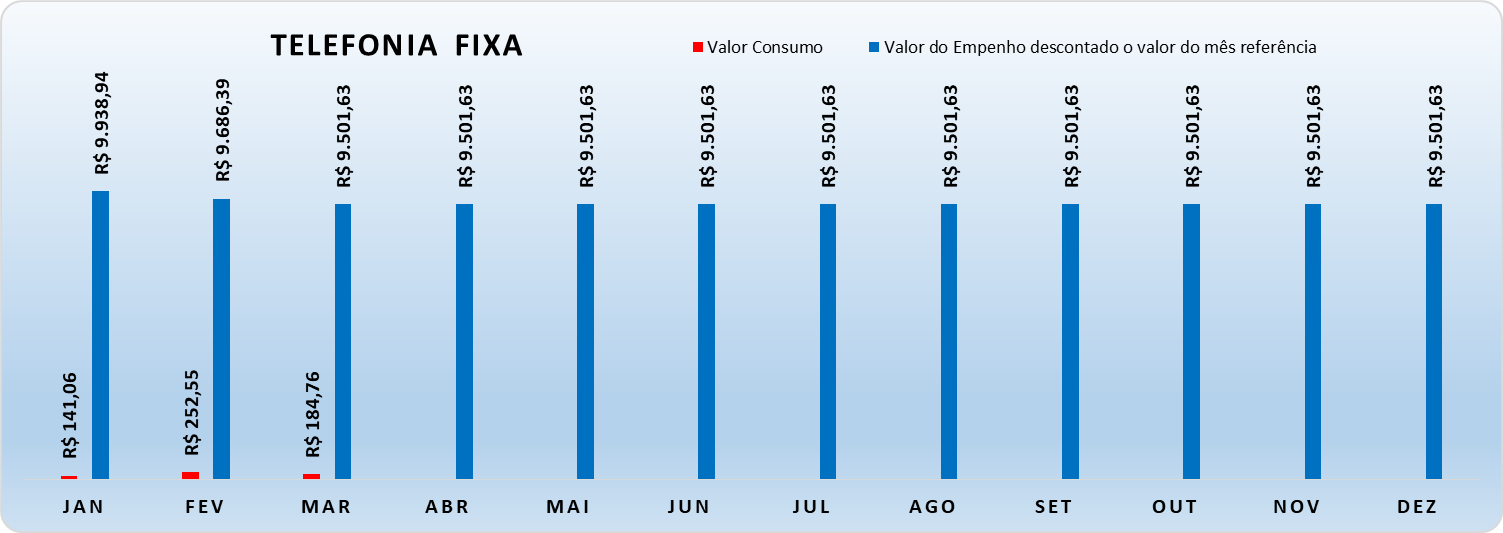 TELEFONIA FIXA
Valor Consumo
Valor do Empenho descontado o valor do mês referência
R$ 141,06
R$ 9.938,94
R$ 252,55
R$ 9.686,39
R$ 184,76
R$ 9.501,63
R$ 9.501,63
R$ 9.501,63
R$ 9.501,63
R$ 9.501,63
R$ 9.501,63
R$ 9.501,63
R$ 9.501,63
R$ 9.501,63
R$ 9.501,63
JAN FEV MAR ABR MAI JUN JUL AGO SET OUT NOV DEZ